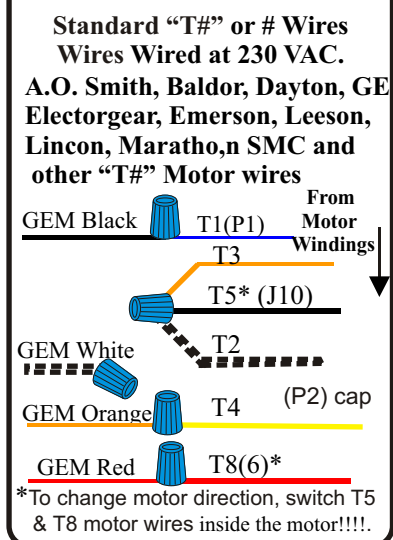 Standard “T#” or # Wires
Wires Wired at 230 VAC.
A.O. Smith, Baldor, Dayton, GE
Electorgear, Emerson, Leeson,
Lincon, Maratho,n SMC and
other “T#” Motor wires
From
Motor
Windings
GEM Black
T1(P1)
T3
T5* (J10)
GEM White
T2
(P2) cap
GEM Orange
T4
GEM Red
T8(6)*
*To change motor direction, switch T5
& T8 motor wires inside the motor!!!!.